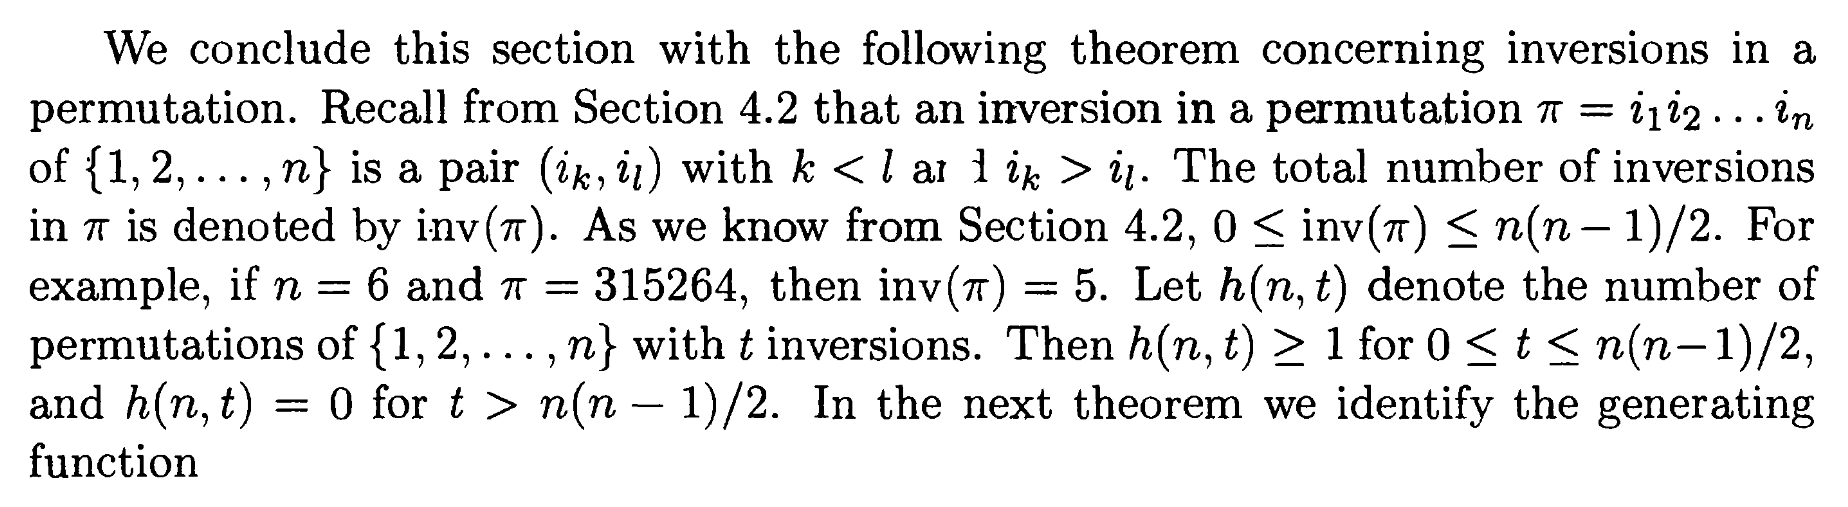 We conclude this section with the following theorem concerning inversions in a
permutation. Recall from Section 4.2 that an inversion in a permutation π = i₁i₂ . . . iₙ
of {1, 2, . . . , n} is a pair (iₖ, iₗ) with k < l and iₖ > iₗ. The total number of inversions
in π is denoted by inv(π). As we know from Section 4.2, 0 ≤ inv(π) ≤ n(n − 1)/2. For
example, if n = 6 and π = 315264, then inv(π) = 5. Let h(n, t) denote the number of
permutations of {1, 2, . . . , n} with t inversions. Then h(n, t) ≥ 1 for 0 ≤ t ≤ n(n−1)/2,
and h(n, t) = 0 for t > n(n − 1)/2. In the next theorem we identify the generating
function